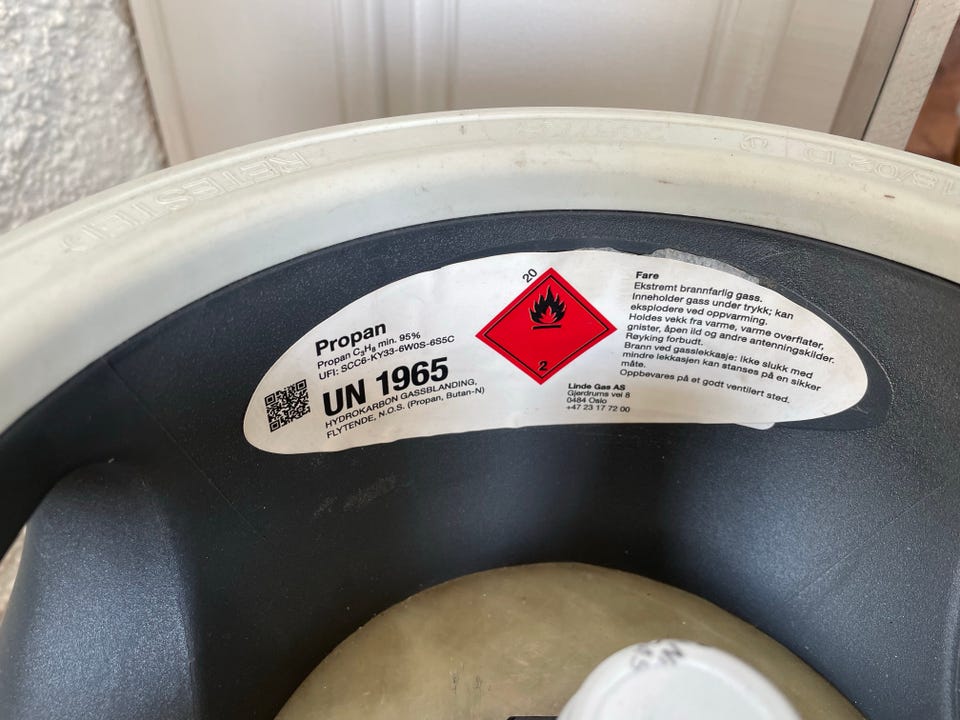 RETESTED
18/02 D
Propan
Propan C₃H₈ min. 95%
UFI: SCC6-KY33-6W0S-6S5C
UN 1965
HYDROKARBON GASSBLANDING,
FLYTENDE, N.O.S. (Propan, Butan-N)
20
2
Fare
Ekstremt brannfarlig gass.
Inneholder gass under trykk; kan
eksplodere ved oppvarming.
Holdes vekk fra varme, varme overflater,
gnister, åpen ild og andre antenningskilder.
Røyking forbudt.
Brann ved gasslekkasje: Ikke slukk med
mindre lekkasjen kan stanses på en sikker
måte.
Oppbevares på et godt ventilert sted.
Linde Gas AS
Gjerdrums vei 8
0484 Oslo
+47 23 17 72 00